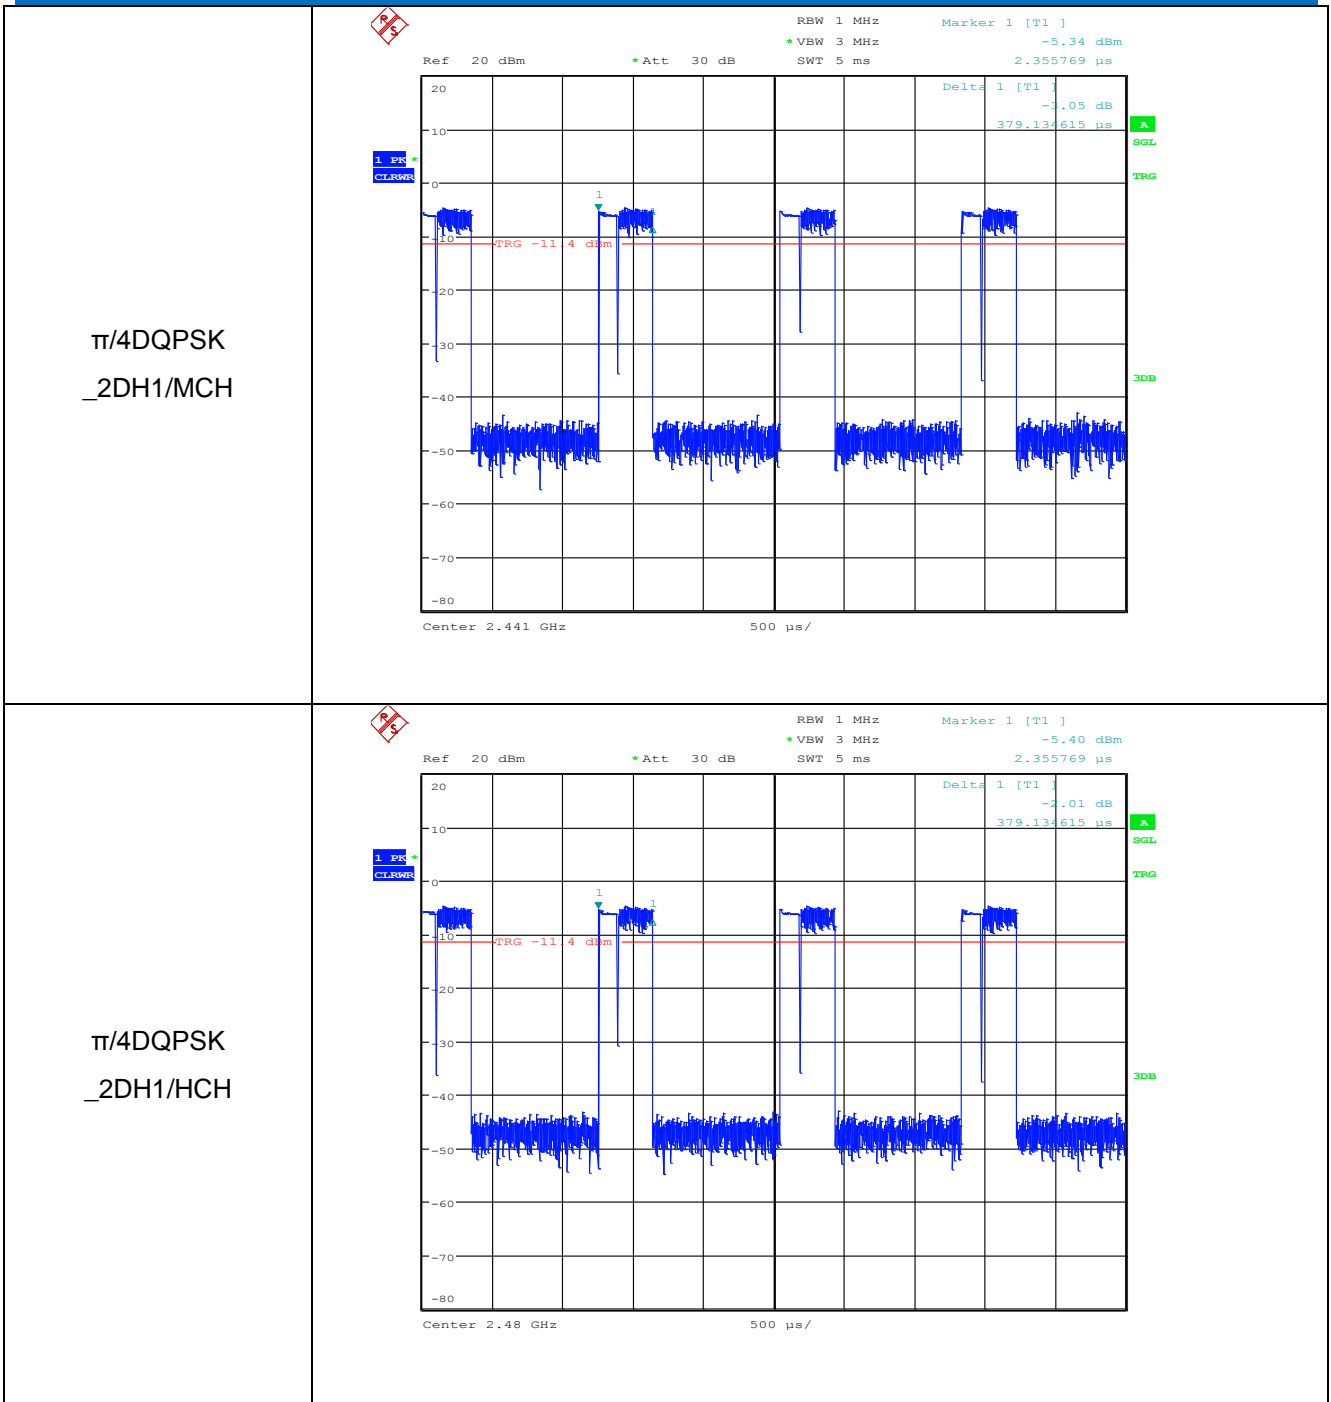 π/4DQPSK
_2DH1/MCH
R S
RBW 1 MHz
Marker 1 [T1 ]
* VBW 3 MHz
-5.34 dBm
Ref 20 dBm
* Att 30 dB
SWT 5 ms
2.355769 µs
20
Delta 1 [T1 ]
-3.05 dB
379.134615 µs
A
10
SGL
1 PK *
CLRWR
TRG
0
1
1
-10
TRG -11.4 dBm
-20
-30
3DB
-40
-50
-60
-70
-80
Center 2.441 GHz
500 µs/
π/4DQPSK
_2DH1/HCH
R S
RBW 1 MHz
Marker 1 [T1 ]
* VBW 3 MHz
-5.40 dBm
Ref 20 dBm
* Att 30 dB
SWT 5 ms
2.355769 µs
20
Delta 1 [T1 ]
-2.01 dB
379.134615 µs
A
10
SGL
1 PK *
CLRWR
TRG
0
1
1
-10
TRG -11.4 dBm
-20
-30
3DB
-40
-50
-60
-70
-80
Center 2.48 GHz
500 µs/